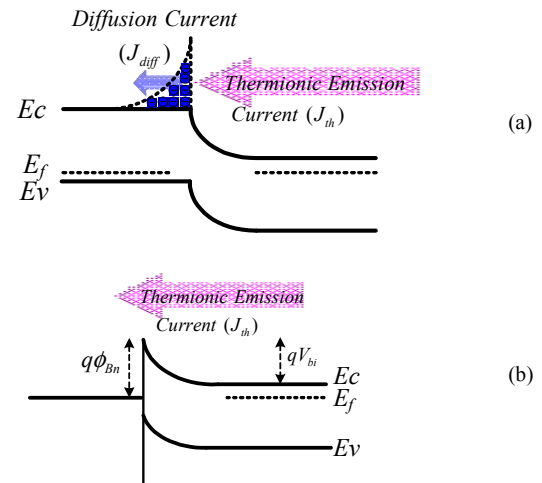 Diffusion Current
(J_diff)
Thermionic Emission
Current (J_th)
Ec
(a)
E_f
Ev
Thermionic Emission
Current (J_th)
qϕ_Bn
qV_bi
Ec
(b)
E_f
Ev